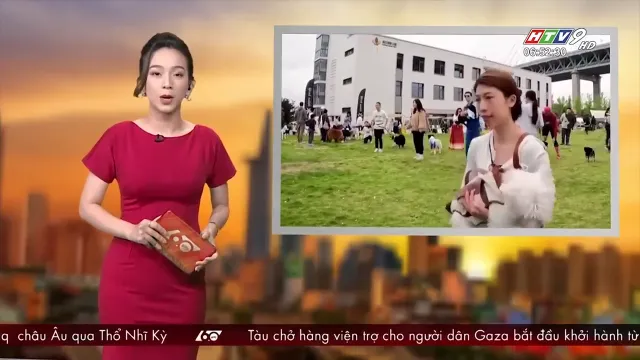 HTV9 HD
06:52:30
q châu Âu qua Thổ Nhĩ Kỳ
60
Tàu chở hàng viện trợ cho người dân Gaza bắt đầu khởi hành từ